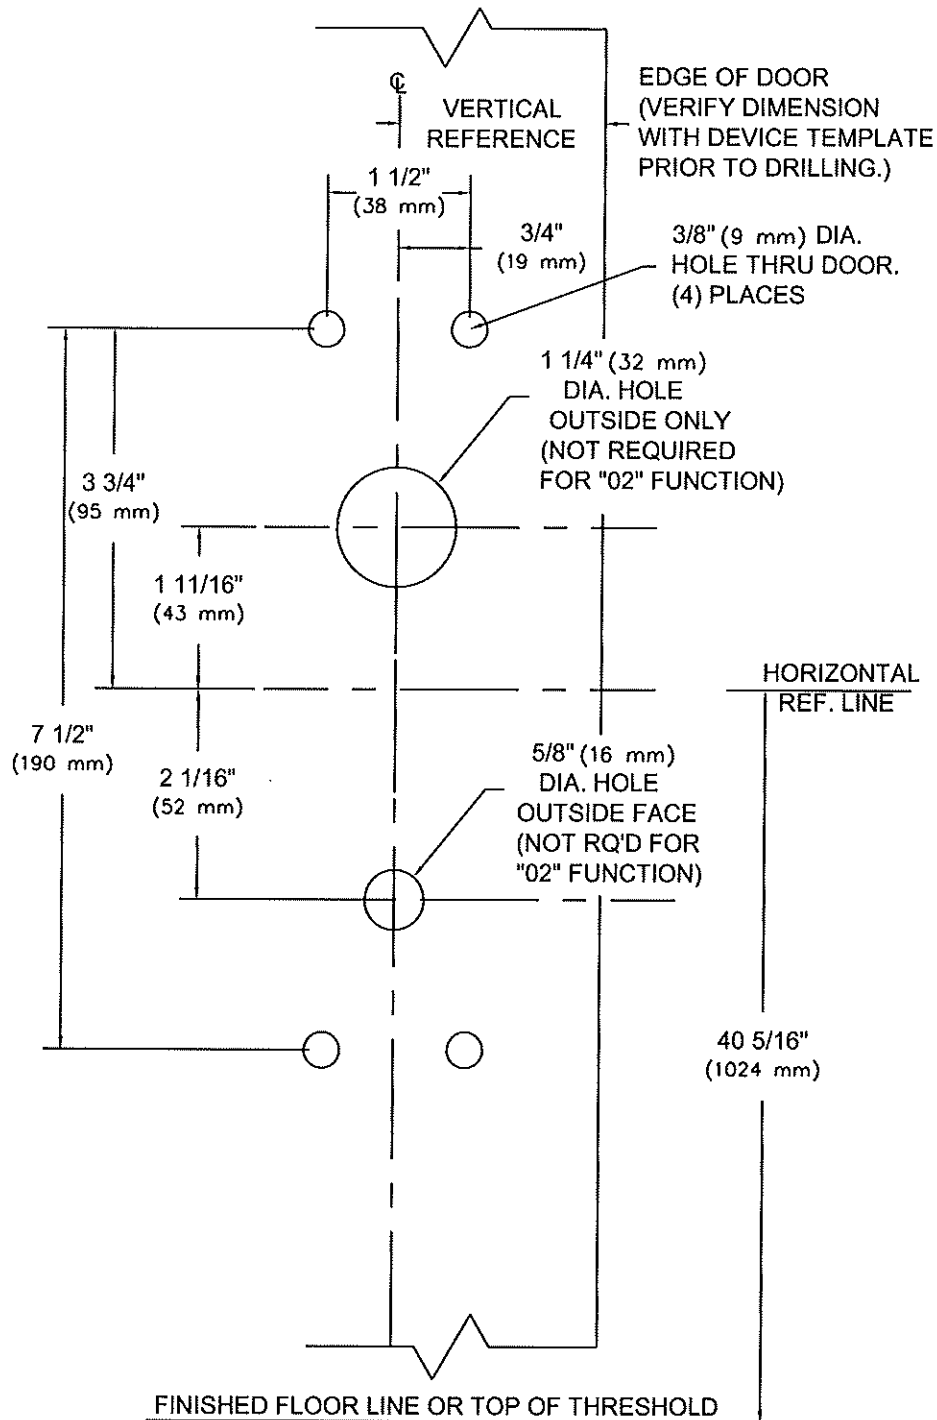 ℄
VERTICAL
REFERENCE
EDGE OF DOOR
(VERIFY DIMENSION
WITH DEVICE TEMPLATE
PRIOR TO DRILLING.)
1 1/2"
(38 mm)
3/4"
(19 mm)
3/8" (9 mm) DIA.
HOLE THRU DOOR.
(4) PLACES
1 1/4" (32 mm)
DIA. HOLE
OUTSIDE ONLY
(NOT REQUIRED
FOR "02" FUNCTION)
3 3/4"
(95 mm)
1 11/16"
(43 mm)
HORIZONTAL
REF. LINE
7 1/2"
(190 mm)
2 1/16"
(52 mm)
5/8" (16 mm)
DIA. HOLE
OUTSIDE FACE
(NOT RQ'D FOR
"02" FUNCTION)
40 5/16"
(1024 mm)
FINISHED FLOOR LINE OR TOP OF THRESHOLD